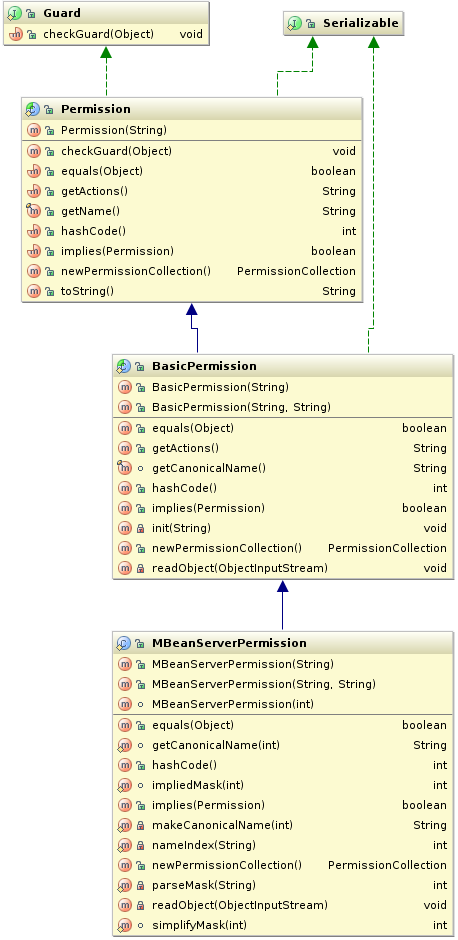 Guard
checkGuard(Object) void
Serializable
Permission
Permission(String)
checkGuard(Object) void
equals(Object) boolean
getActions() String
getName() String
hashCode() int
implies(Permission) boolean
newPermissionCollection() PermissionCollection
toString() String
BasicPermission
BasicPermission(String)
BasicPermission(String, String)
equals(Object) boolean
getActions() String
getCanonicalName() String
hashCode() int
implies(Permission) boolean
init(String) void
newPermissionCollection() PermissionCollection
readObject(ObjectInputStream) void
MBeanServerPermission
MBeanServerPermission(String)
MBeanServerPermission(String, String)
MBeanServerPermission(int)
equals(Object) boolean
getCanonicalName(int) String
hashCode() int
impliedMask(int) int
implies(Permission) boolean
makeCanonicalName(int) String
nameIndex(String) int
newPermissionCollection() PermissionCollection
parseMask(String) int
readObject(ObjectInputStream) void
simplifyMask(int) int